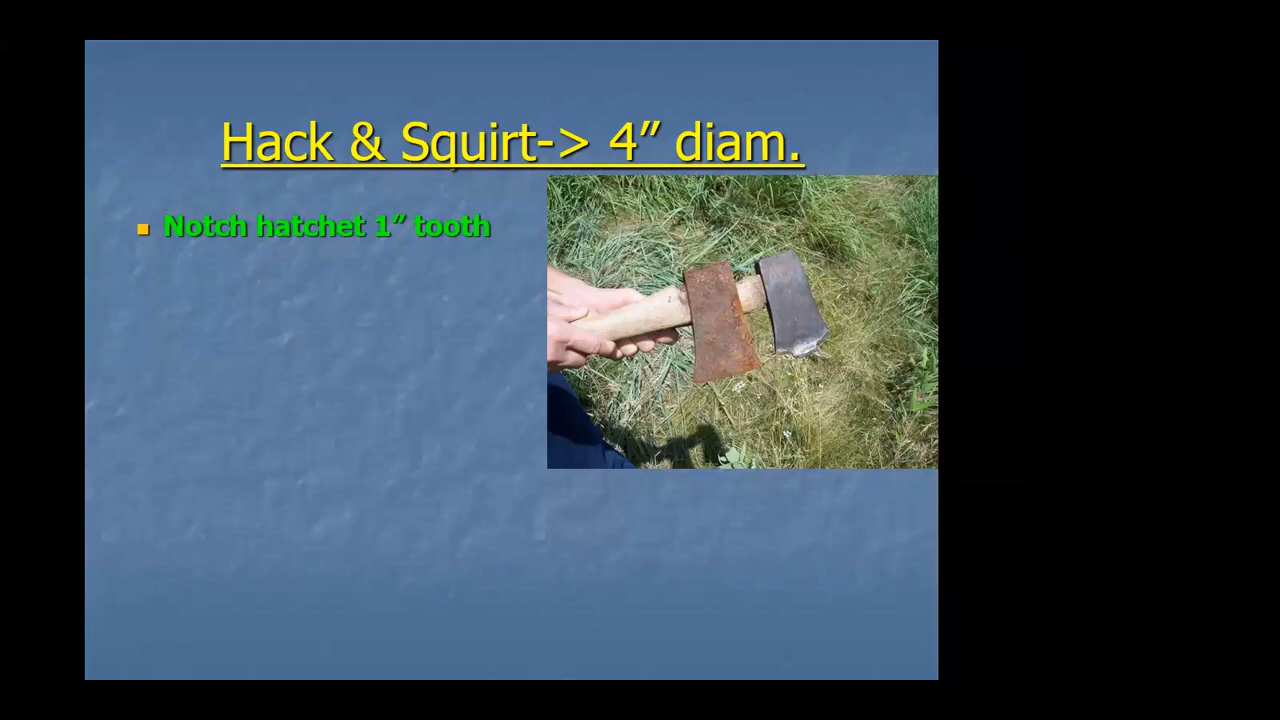 Hack & Squirt-> 4” diam.
Notch hatchet 1” tooth